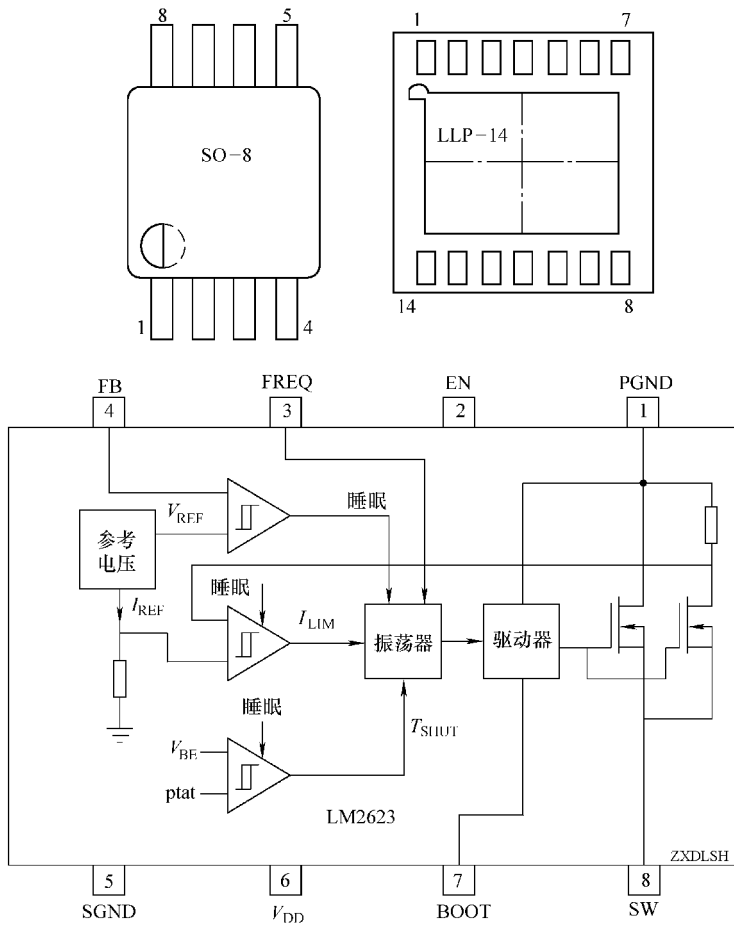 8 5
1 7
SO-8
LLP-14
1 4
14 8
FB FREQ EN PGND
4 3 2 1
睡眠
VREF
参考
电压
睡眠
IREF
ILIM
振荡器
驱动器
睡眠
TSHUT
VBE
ptat
LM2623
ZXDLSH
5 6 7 8
SGND VDD BOOT SW